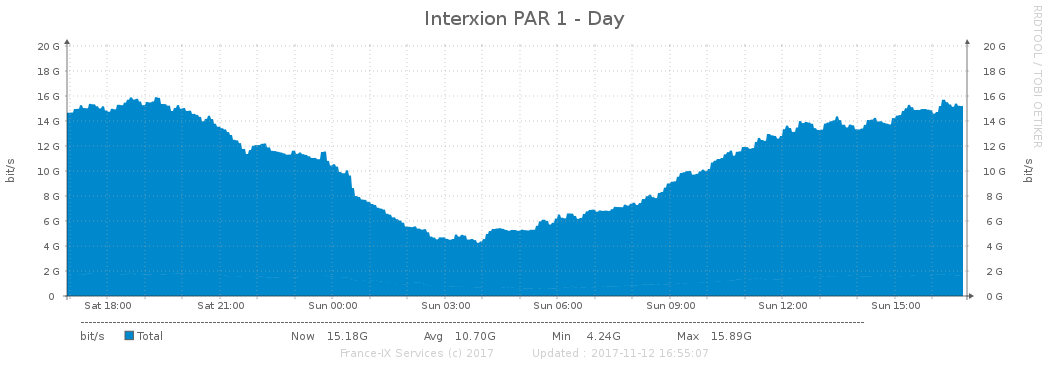 Interxion PAR 1 - Day
RRDTOOL / TOBI OETIKER
20 G 20 G
18 G 18 G
16 G 16 G
14 G 14 G
12 G 12 G
10 G 10 G
8 G 8 G
6 G 6 G
4 G 4 G
2 G 2 G
0 0 G
bit/s
bit/s
Sat 18:00 Sat 21:00 Sun 00:00 Sun 03:00 Sun 06:00 Sun 09:00 Sun 12:00 Sun 15:00
bit/s Total Now 15.18G Avg 10.70G Min 4.24G Max 15.89G
France-IX Services (c) 2017 Updated : 2017-11-12 16:55:07